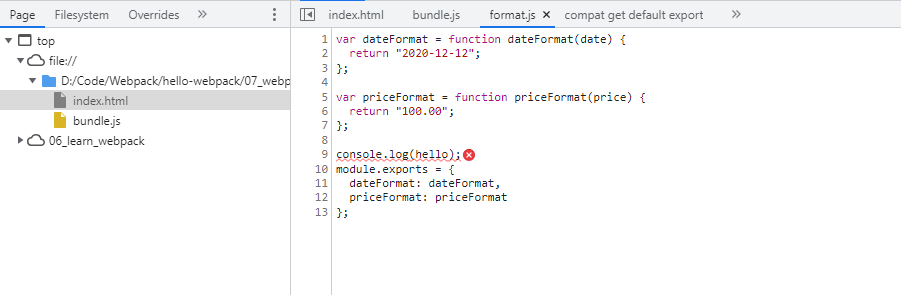 Page Filesystem Overrides »
index.html bundle.js format.js × compat get default export »
top
file://
D:/Code/Webpack/hello-webpack/07_webp
index.html
bundle.js
06_learn_webpack
1 var dateFormat = function dateFormat(date) {
2 return "2020-12-12";
3 };
4
5 var priceFormat = function priceFormat(price) {
6 return "100.00";
7 };
8
9 console.log(hello);
10 module.exports = {
11 dateFormat: dateFormat,
12 priceFormat: priceFormat
13 };